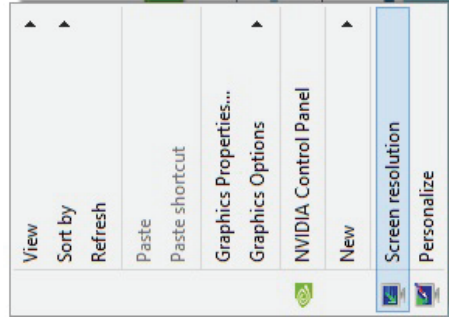 View
Sort by
Refresh
Paste
Paste shortcut
Graphics Properties...
Graphics Options
NVIDIA Control Panel
New
Screen resolution
Personalize